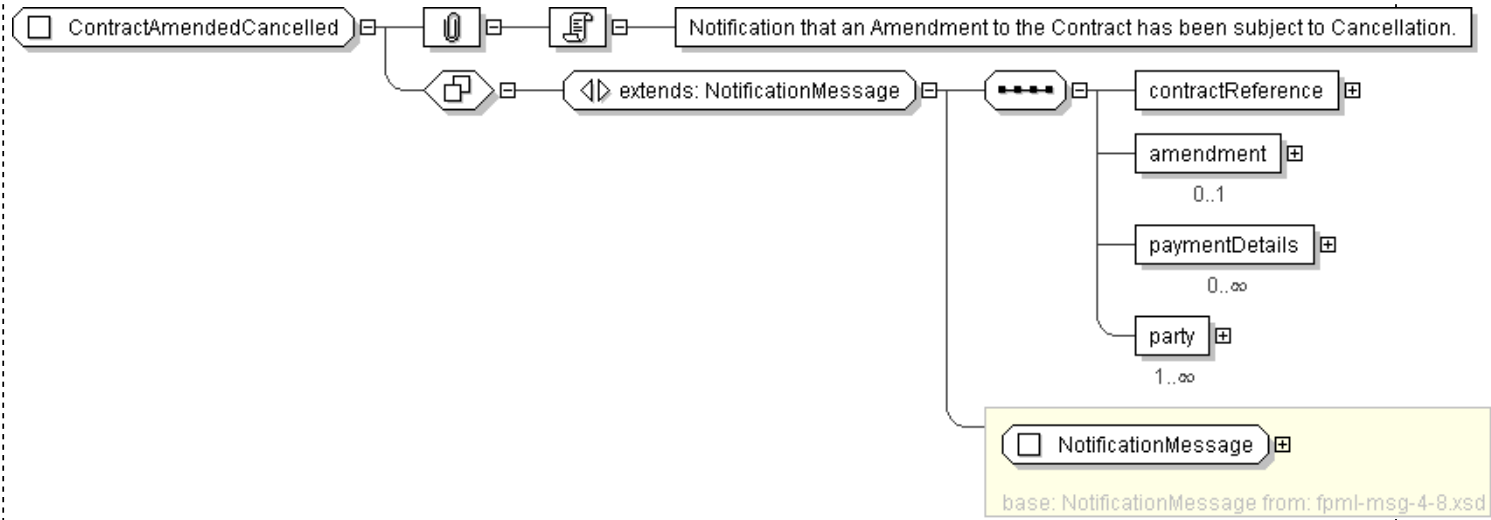 ContractAmendedCancelled
Notification that an Amendment to the Contract has been subject to Cancellation.
extends: NotificationMessage
contractReference
amendment
0..1
paymentDetails
0..∞
party
1..∞
NotificationMessage
base: NotificationMessage from: fpml-msg-4-8.xsd